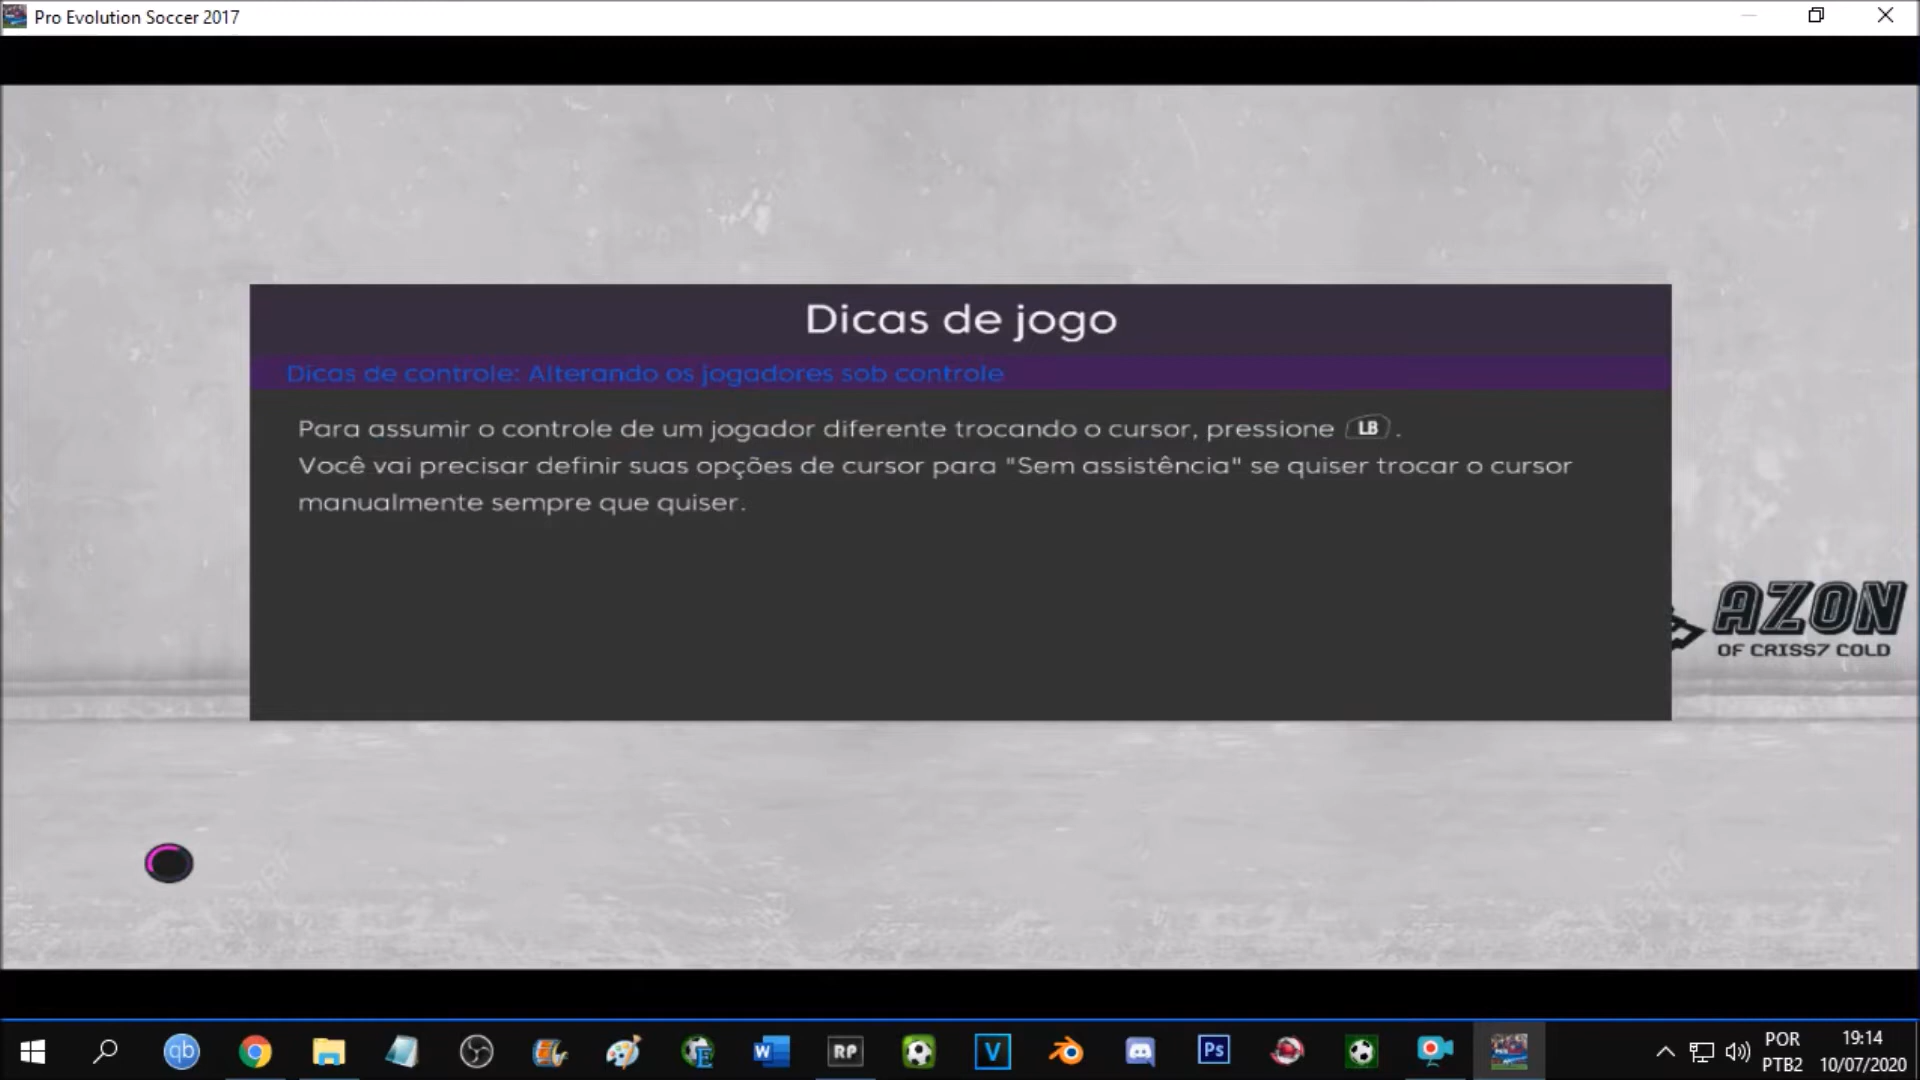 Pro Evolution Soccer 2017
Dicas de jogo
Dicas de controle: Alterando os jogadores sob controle
Para assumir o controle de um jogador diferente trocando o cursor, pressione LB .
Você vai precisar definir suas opções de cursor para "Sem assistência" se quiser trocar o cursor
manualmente sempre que quiser.
AZON
OF CRISS7 COLD
qb
E
W
RP
V
Ps
POR
PTB2
19:14
10/07/2020